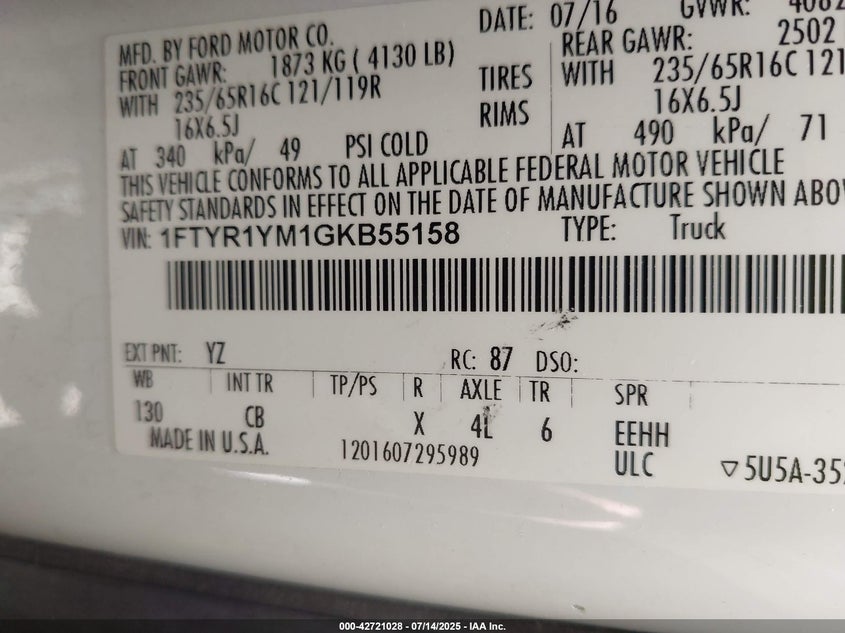 MFD. BY FORD MOTOR CO.
DATE: 07/16 GVWR: 4082
FRONT GAWR: 1873 KG ( 4130 LB)
REAR GAWR: 2502
WITH 235/65R16C 121/119R TIRES WITH 235/65R16C 121/
16X6.5J RIMS 16X6.5J
AT 340 kPa/ 49 PSI COLD AT 490 kPa/ 71
THIS VEHICLE CONFORMS TO ALL APPLICABLE FEDERAL MOTOR VEHICLE
SAFETY STANDARDS IN EFFECT ON THE DATE OF MANUFACTURE SHOWN ABOV
VIN: 1FTYR1YM1GKB55158 TYPE: Truck
EXT PNT: YZ RC: 87 DSO:
WB INT TR TP/PS R AXLE TR SPR
130 CB X 4L 6 EEHH
MADE IN U.S.A. 1201607295989 ULC ▽5U5A-35
000-42721028 - 07/14/2025 - IAA Inc.